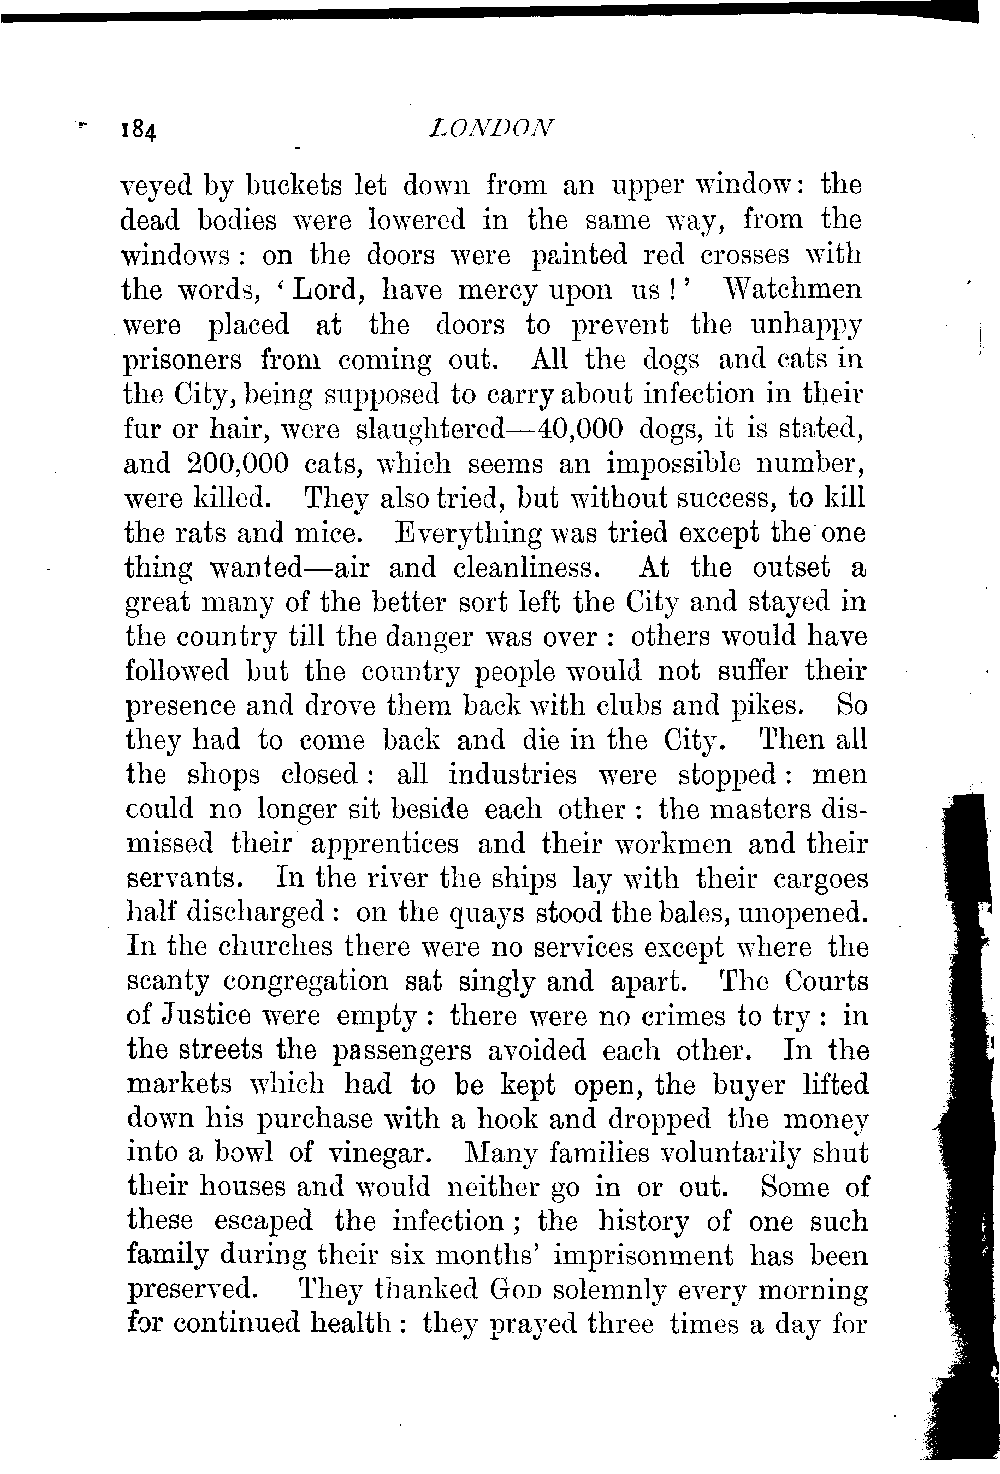 184 LONDON
veyed by buckets let down from an upper window: the
dead bodies were lowered in the same way, from the
windows : on the doors were painted red crosses with
the words, ‘ Lord, have mercy upon us ! ’ Watchmen
were placed at the doors to prevent the unhappy
prisoners from coming out. All the dogs and cats in
the City, being supposed to carry about infection in their
fur or hair, were slaughtered—40,000 dogs, it is stated,
and 200,000 cats, which seems an impossible number,
were killed. They also tried, but without success, to kill
the rats and mice. Everything was tried except the one
thing wanted—air and cleanliness. At the outset a
great many of the better sort left the City and stayed in
the country till the danger was over : others would have
followed but the country people would not suffer their
presence and drove them back with clubs and pikes. So
they had to come back and die in the City. Then all
the shops closed : all industries were stopped : men
could no longer sit beside each other : the masters dis-
missed their apprentices and their workmen and their
servants. In the river the ships lay with their cargoes
half discharged : on the quays stood the bales, unopened.
In the churches there were no services except where the
scanty congregation sat singly and apart. The Courts
of Justice were empty : there were no crimes to try : in
the streets the passengers avoided each other. In the
markets which had to be kept open, the buyer lifted
down his purchase with a hook and dropped the money
into a bowl of vinegar. Many families voluntarily shut
their houses and would neither go in or out. Some of
these escaped the infection ; the history of one such
family during their six months’ imprisonment has been
preserved. They thanked GOD solemnly every morning
for continued health : they prayed three times a day for